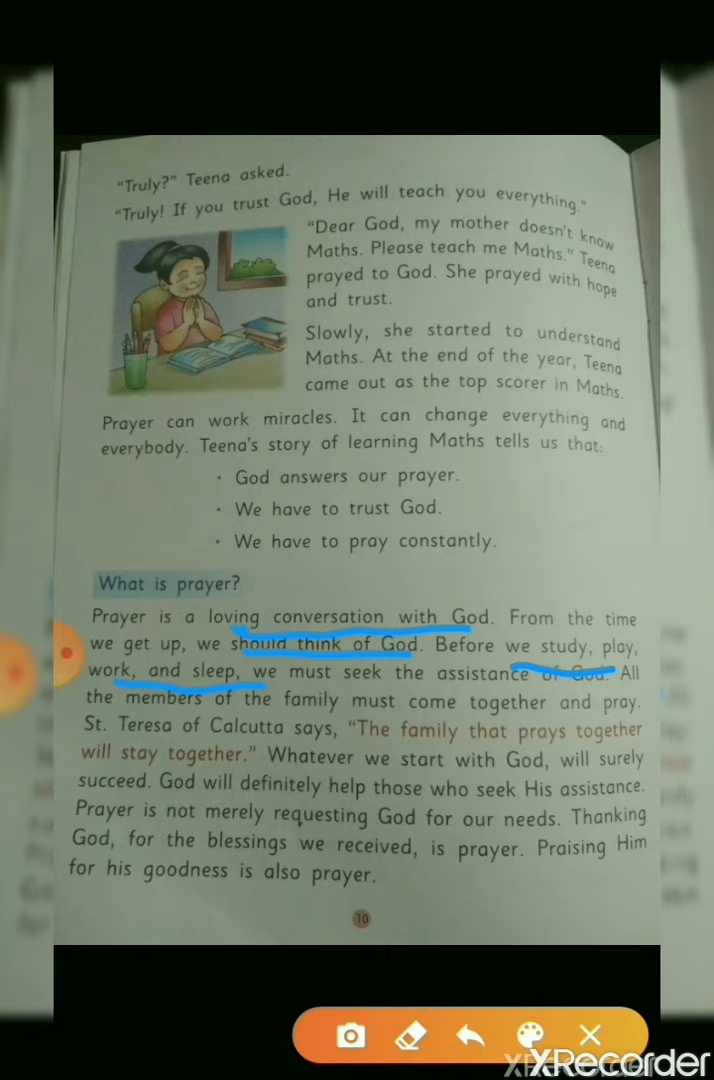 "Truly?" Teena asked.
"Truly! If you trust God, He will teach you everything."
"Dear God, my mother doesn't know
Maths. Please teach me Maths." Teena
prayed to God. She prayed with hope
and trust.
Slowly, she started to understand
Maths. At the end of the year, Teena
came out as the top scorer in Maths.
Prayer can work miracles. It can change everything and
everybody. Teena's story of learning Maths tells us that:
• God answers our prayer.
• We have to trust God.
• We have to pray constantly.
What is prayer?
Prayer is a loving conversation with God. From the time
we get up, we should think of God. Before we study, play,
work, and sleep, we must seek the assistance of God. All
the members of the family must come together and pray.
St. Teresa of Calcutta says, "The family that prays together
will stay together." Whatever we start with God, will surely
succeed. God will definitely help those who seek His assistance.
Prayer is not merely requesting God for our needs. Thanking
God, for the blessings we received, is prayer. Praising Him
for his goodness is also prayer.
10
XRecorder